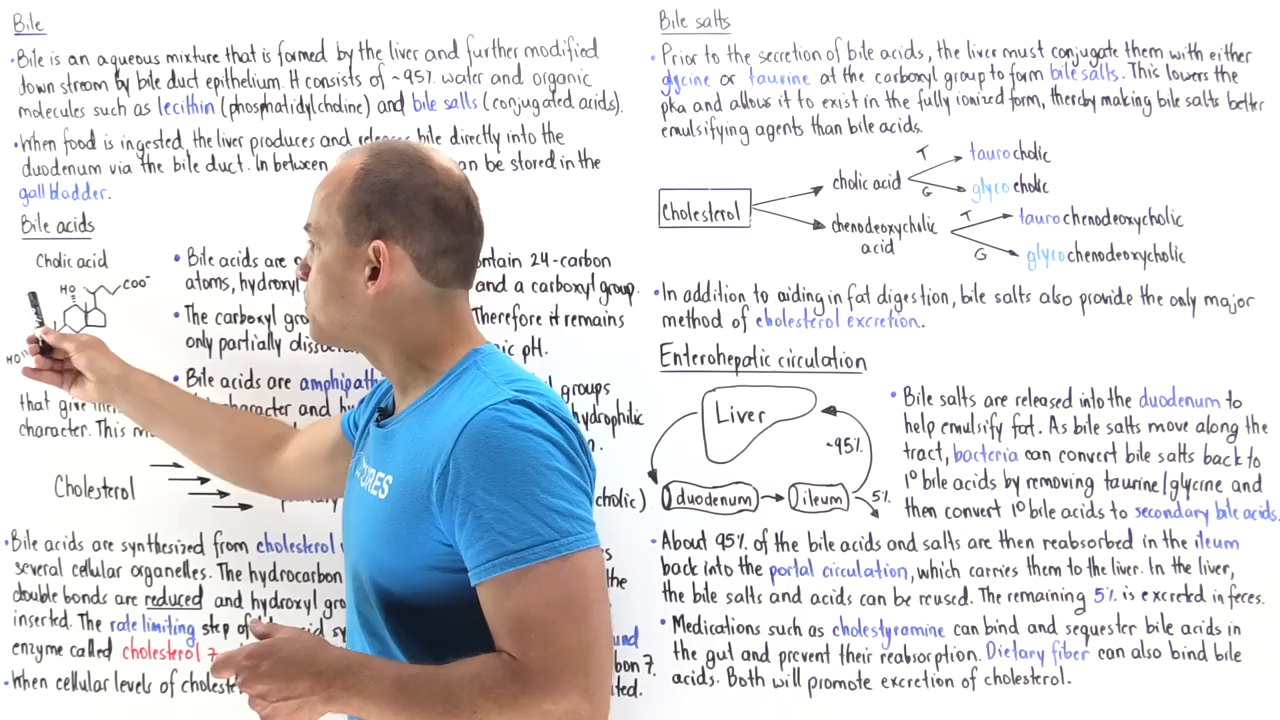 Bile
• Bile is an aqueous mixture that is formed by the liver and further modified
down stream by bile duct epithelium. It consists of ~95% water and organic
molecules such as lecithin (phosphatidylcholine) and bile salts (conjugated acids).
• When food is ingested, the liver produces and releases bile directly into the
duodenum via the bile duct. In between can be stored in the
gall bladder.
Bile acids
Cholic acid
HO
COO⁻
HO
• Bile acids are contain 24-carbon
atoms, hydroxyl and a carboxyl group.
• The carboxyl Therefore it remains
only partially pH.
• Bile acids are groups
that give character and hydrophilic
character. This
Cholesterol
cholic)
• Bile acids are synthesized from cholesterol
several cellular organelles. The hydrocarbon the
double bonds are reduced and hydroxyl
inserted. The rate limiting step of
enzyme called cholesterol 7 7.
• When cellular levels of
Bile salts
• Prior to the secretion of bile acids, the liver must conjugate them with either
glycine or taurine at the carboxyl group to form bile salts. This lowers the
pka and allows it to exist in the fully ionized form, thereby making bile salts better
emulsifying agents than bile acids.
Cholesterol
cholic acid
T
taurocholic
G
glycocholic
chenodeoxycholic
acid
T
taurochenodeoxycholic
G
glycochenodeoxycholic
• In addition to aiding in fat digestion, bile salts also provide the only major
method of cholesterol excretion.
Enterohepatic circulation
Liver
~95%
duodenum
ileum
5%
• Bile salts are released into the duodenum to
help emulsify fat. As bile salts move along the
tract, bacteria can convert bile salts back to
1° bile acids by removing taurine/glycine and
then convert 1° bile acids to secondary bile acids.
• About 95% of the bile acids and salts are then reabsorbed in the ileum
back into the portal circulation, which carries them to the liver. In the liver,
the bile salts and acids can be reused. The remaining 5% is excreted in feces.
• Medications such as cholestyramine can bind and sequester bile acids in
the gut and prevent their reabsorption. Dietary fiber can also bind bile
acids. Both will promote excretion of cholesterol.